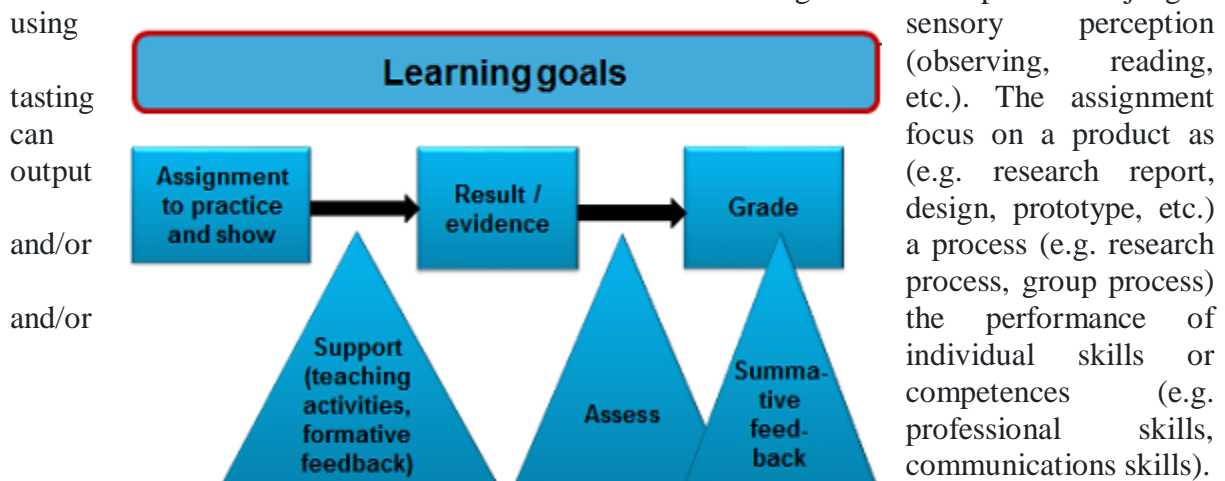 using sensory perception
(observing, reading,
tasting etc.). The assignment
can focus on a product as
output (e.g. research report,
design, prototype, etc.)
and/or a process (e.g. research
process, group process)
and/or the performance of
individual skills or
competences (e.g.
professional skills,
communications skills).
Learning goals
Assignment
to practice
and show
Result /
evidence
Grade
Support
(teaching
activities,
formative
feedback)
Assess
Summa-
tive
feed-
back